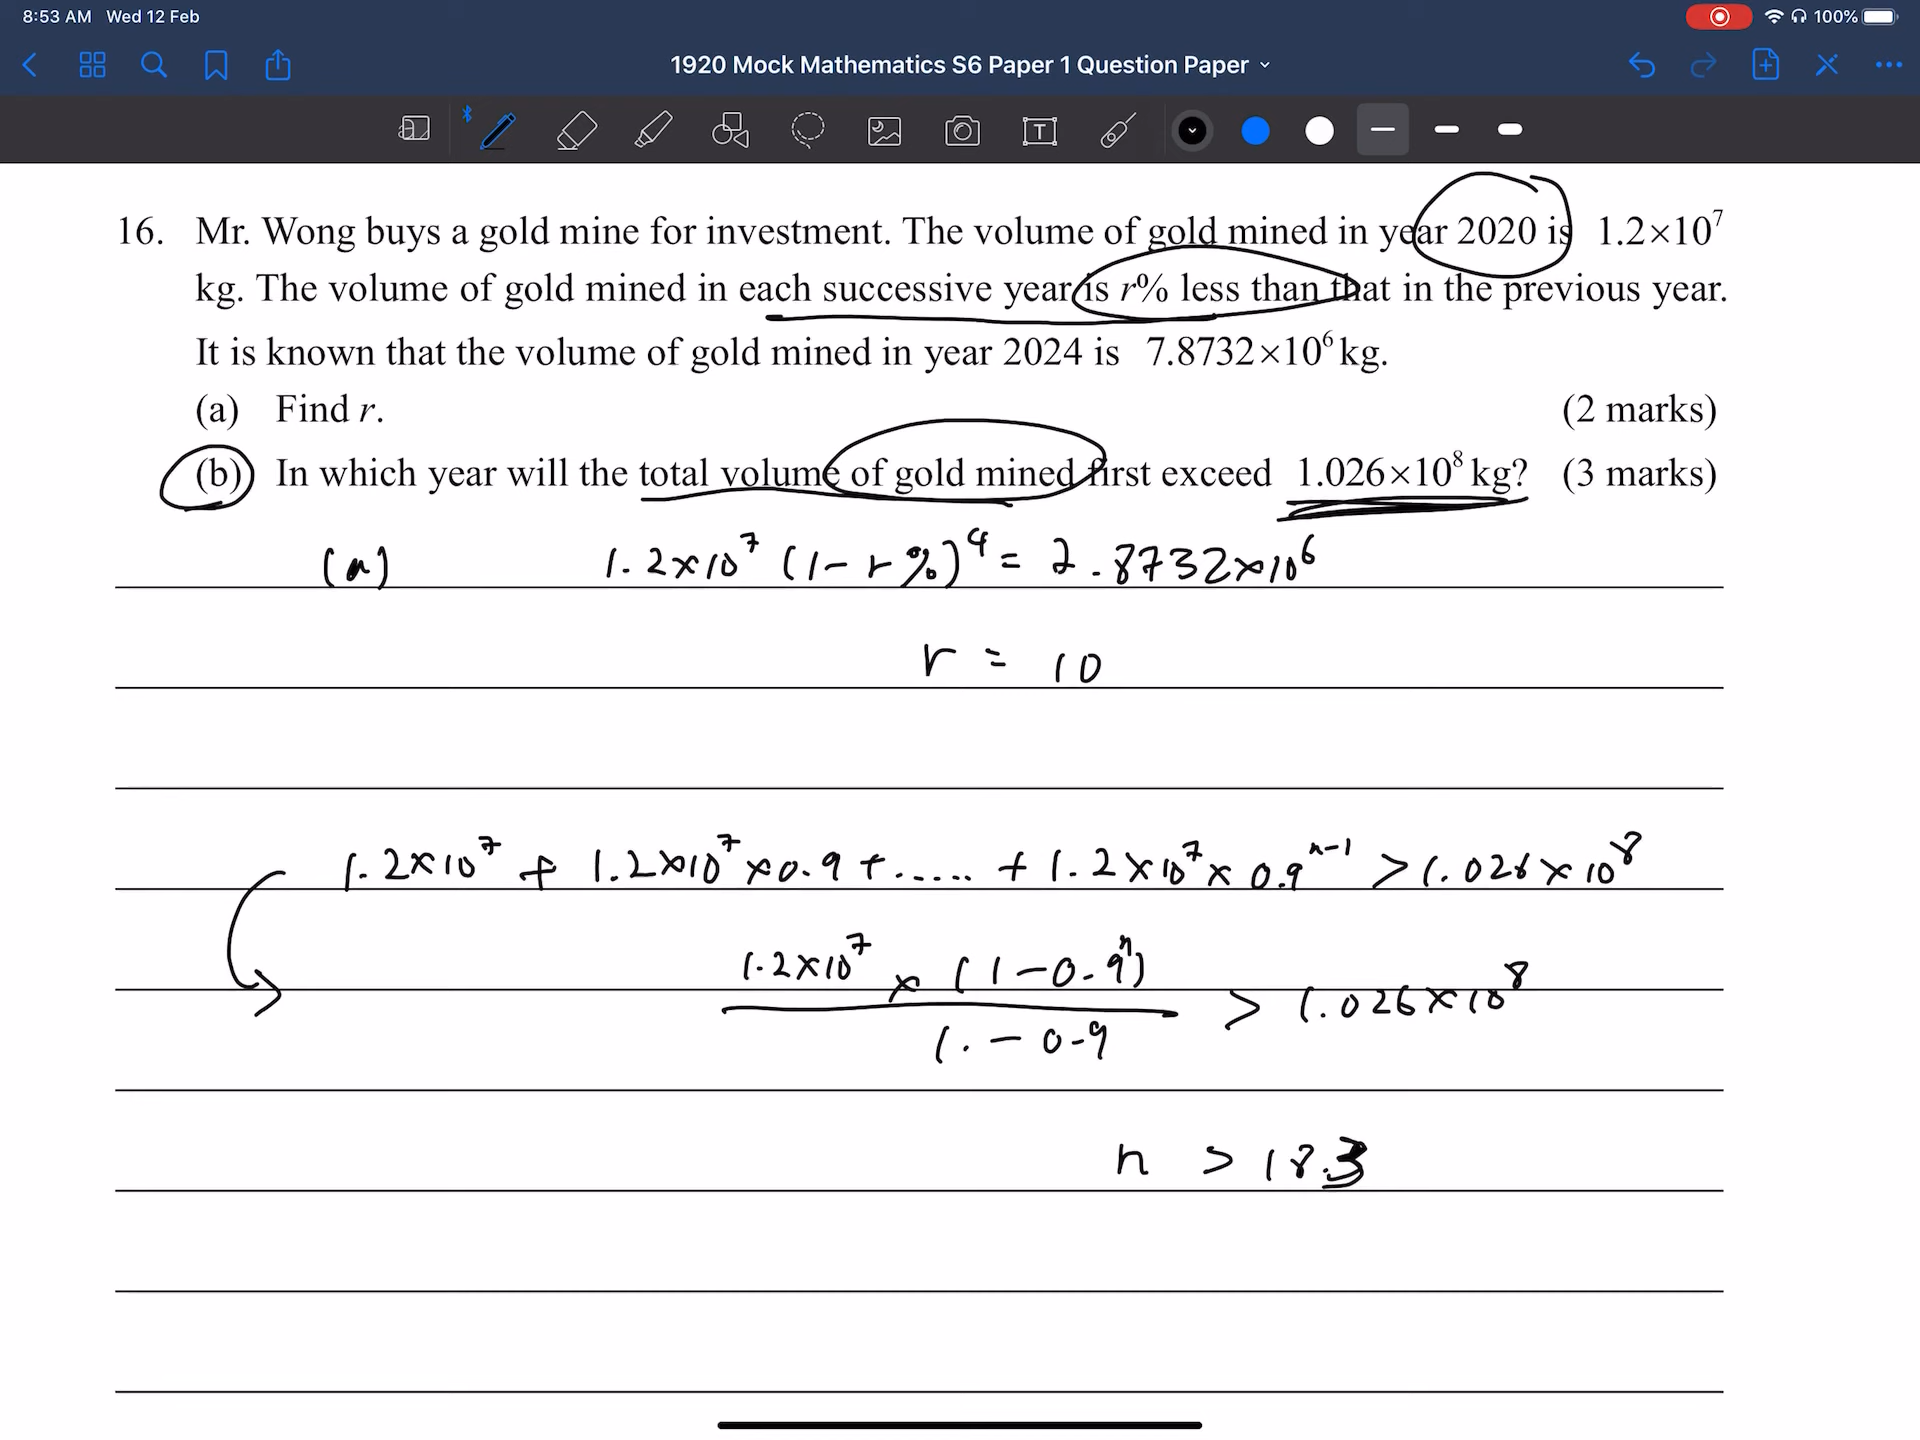 8:53 AM Wed 12 Feb
100%
1920 Mock Mathematics S6 Paper 1 Question Paper
T
16. Mr. Wong buys a gold mine for investment. The volume of gold mined in year 2020 is 1.2×10⁷
kg. The volume of gold mined in each successive year is r% less than that in the previous year.
It is known that the volume of gold mined in year 2024 is 7.8732×10⁶ kg.
(a) Find r. (2 marks)
(b) In which year will the total volume of gold mined first exceed 1.026×10⁸ kg? (3 marks)
(a) 1.2×10⁷ (1-r%)⁴ = 2.8732×10⁶
r = 10
1.2×10⁷ + 1.2×10⁷×0.9 + ..... + 1.2×10⁷×0.9ⁿ⁻¹ > 1.026×10⁸
1.2×10⁷ × (1-0.9ⁿ)
> 1.026×10⁸
1.-0.9
n > 18.3